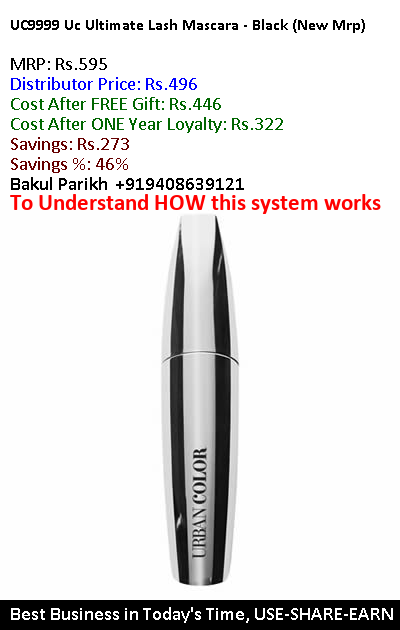 UC9999 Uc Ultimate Lash Mascara - Black (New Mrp)
MRP: Rs.595
Distributor Price: Rs.496
Cost After FREE Gift: Rs.446
Cost After ONE Year Loyalty: Rs.322
Savings: Rs.273
Savings %: 46%
Bakul Parikh +919408639121
To Understand HOW this system works
URBAN COLOR
Best Business in Today's Time, USE-SHARE-EARN